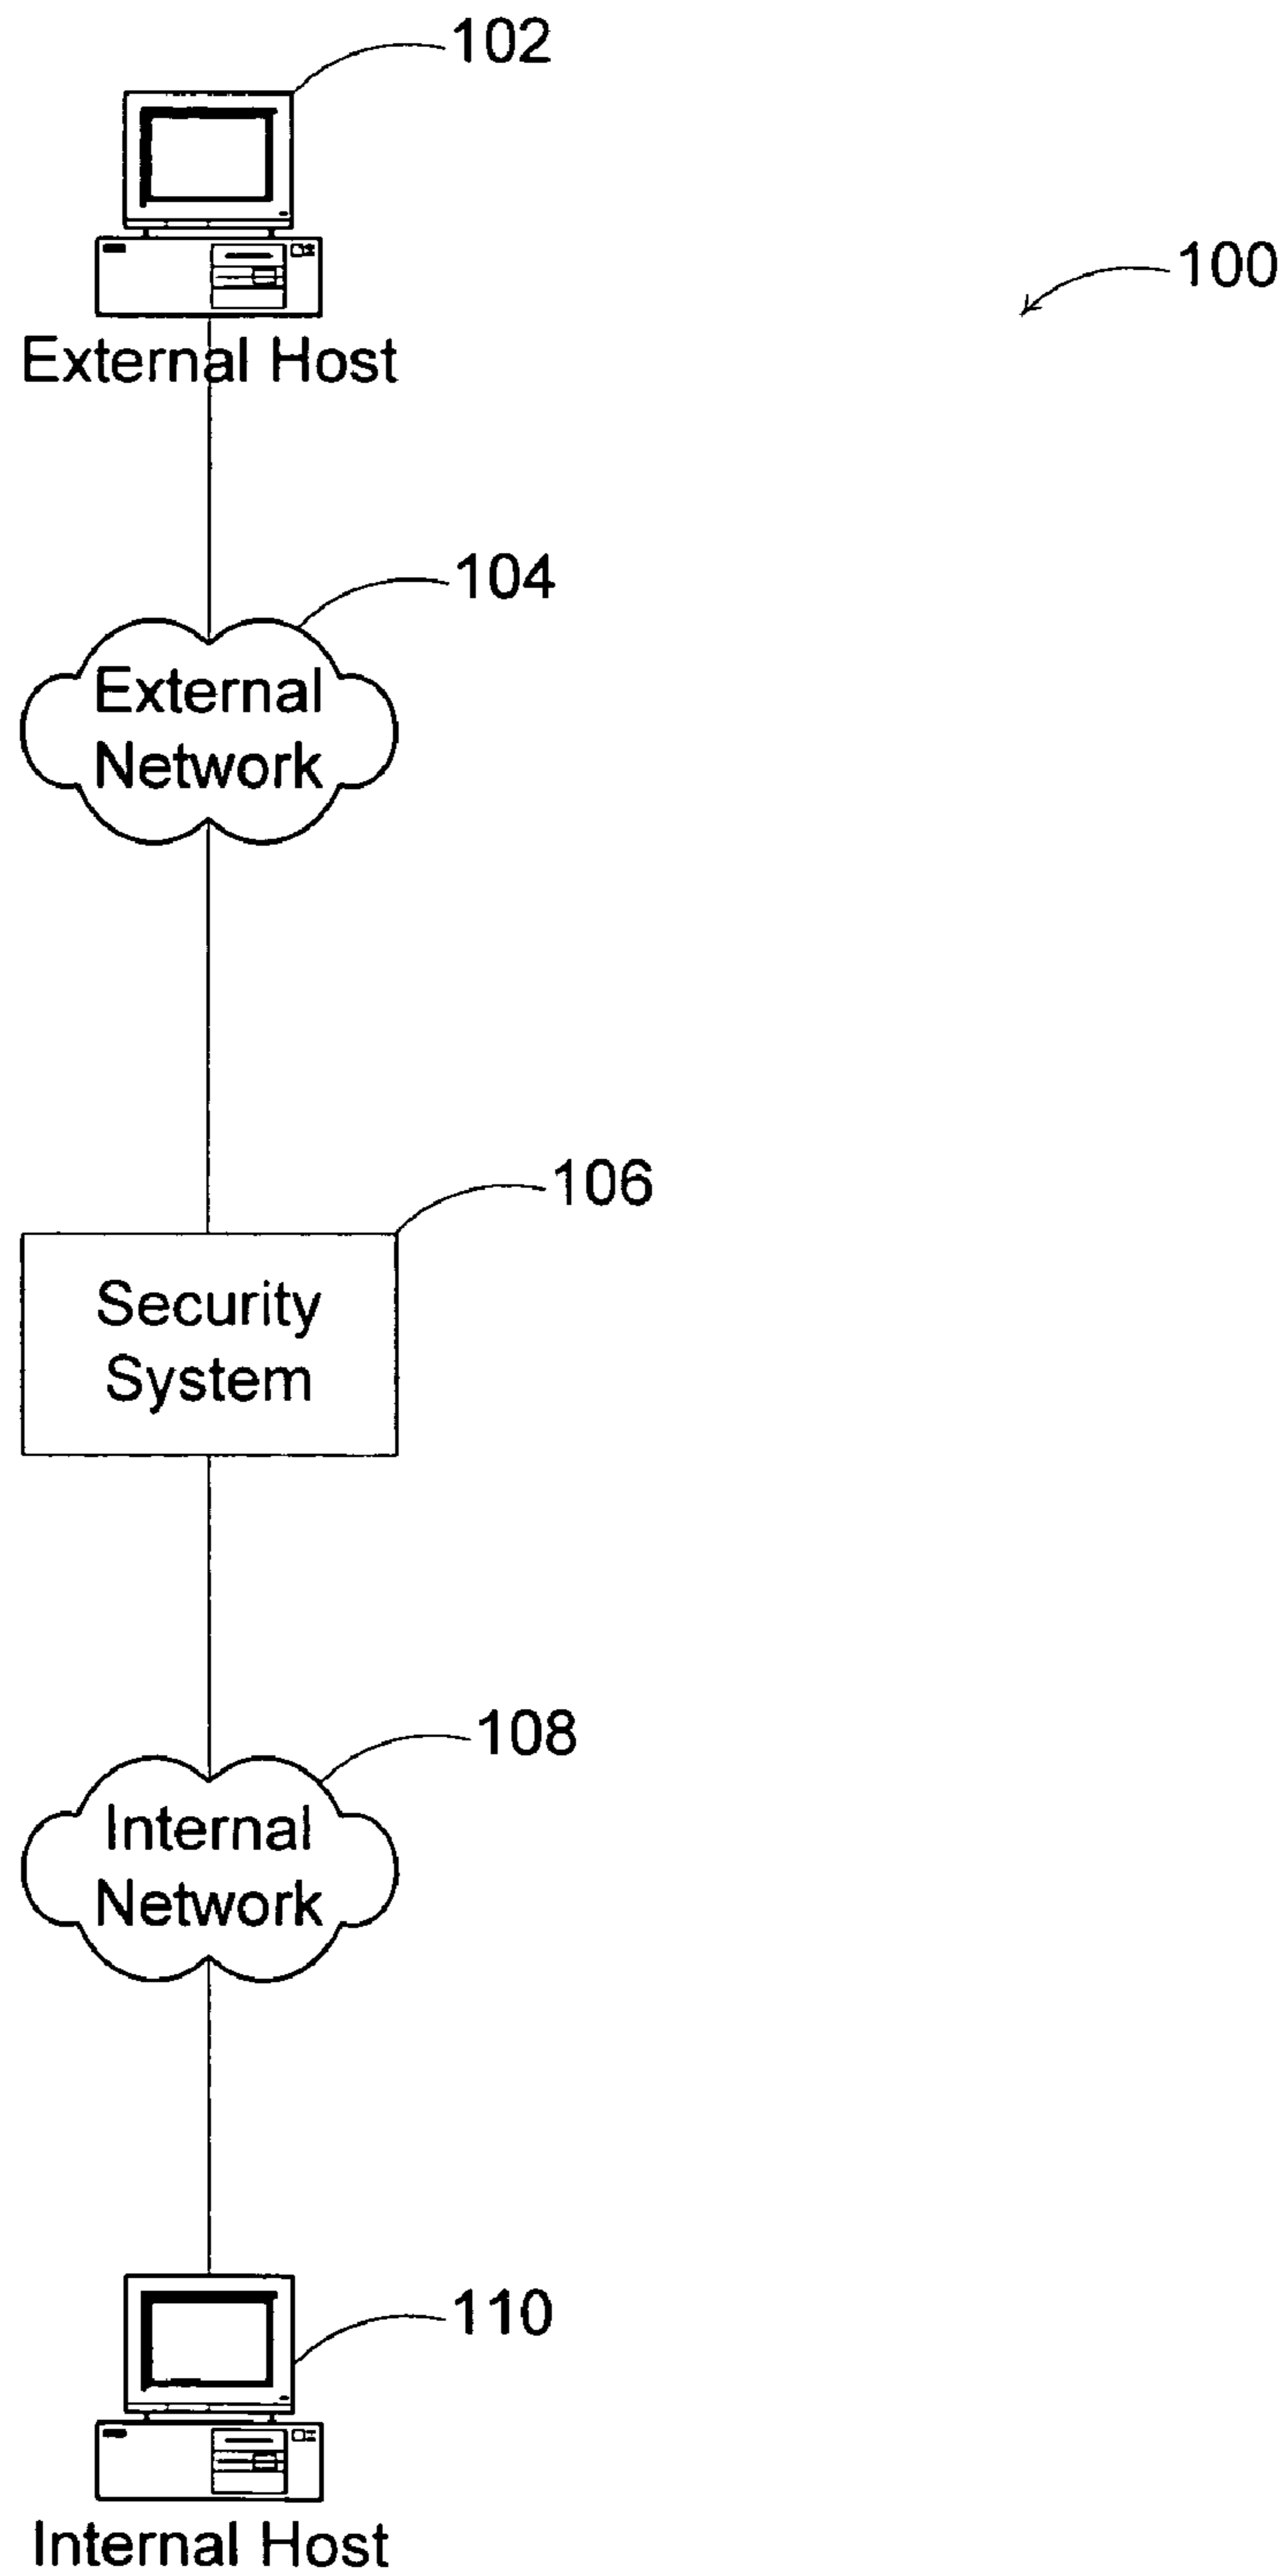 102
100
External Host
104
External
Network
106
Security
System
108
Internal
Network
110
Internal Host